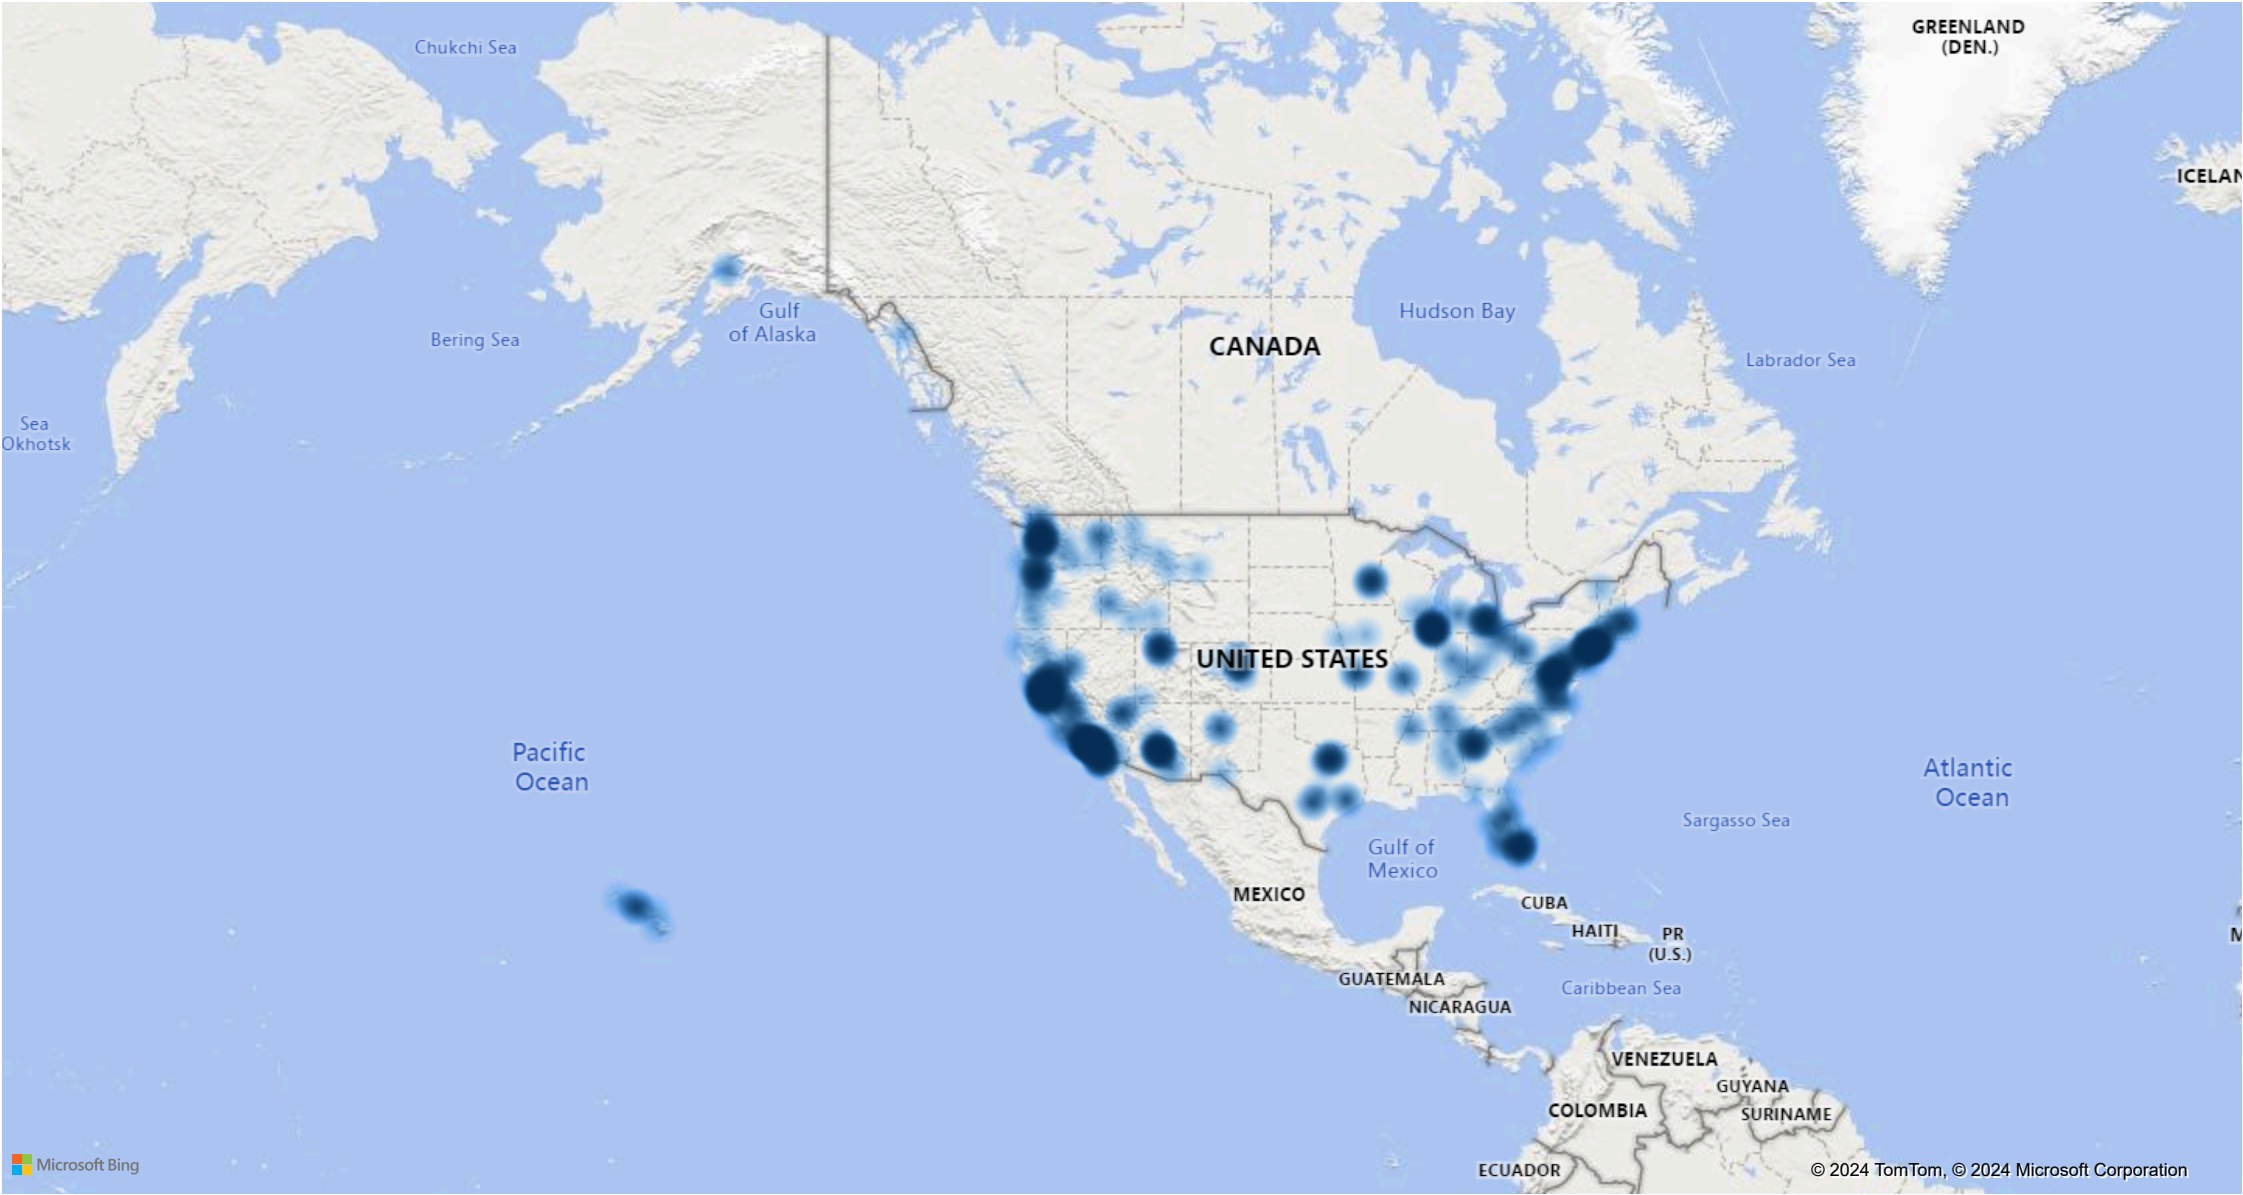 GREENLAND
(DEN.)
Chukchi Sea
ICELAN
Gulf
of Alaska
Hudson Bay
Bering Sea
CANADA
Labrador Sea
Sea
Okhotsk
UNITED STATES
Pacific
Ocean
Atlantic
Ocean
Sargasso Sea
Gulf of
Mexico
MEXICO
CUBA
HAITI
PR
(U.S.)
M
GUATEMALA
Caribbean Sea
NICARAGUA
VENEZUELA
GUYANA
COLOMBIA
SURINAME
Microsoft Bing
ECUADOR
© 2024 TomTom, © 2024 Microsoft Corporation